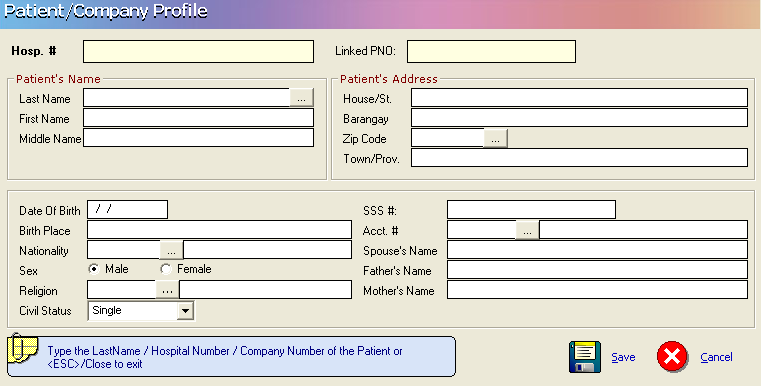 Patient/Company Profile
Hosp. # Linked PNO:
Patient's Name Patient's Address
Last Name ... House/St.
First Name Barangay
Middle Name Zip Code ...
Town/Prov.
Date Of Birth / / SSS #:
Birth Place Acct. # ...
Nationality ... Spouse's Name
Sex Male Female Father's Name
Religion ... Mother's Name
Civil Status Single
Type the LastName / Hospital Number / Company Number of the Patient or
<ESC>/Close to exit
Save Cancel